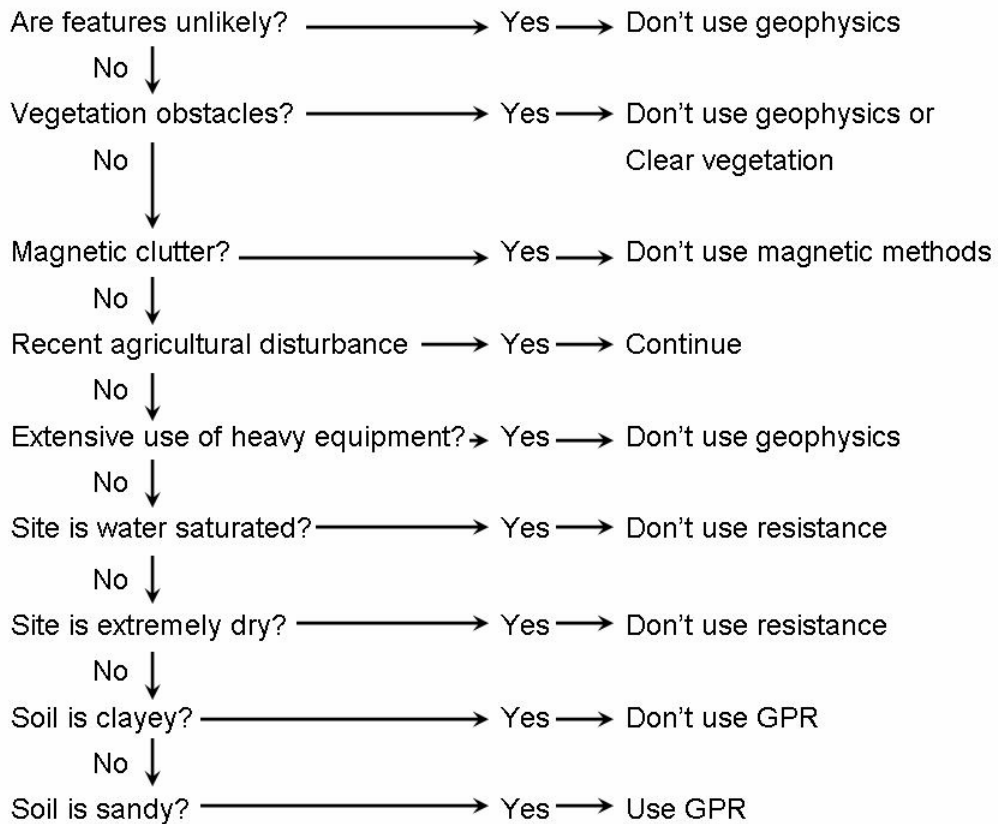 Are features unlikely? Yes Don't use geophysics
No
Vegetation obstacles? Yes Don't use geophysics or
No Clear vegetation
Magnetic clutter? Yes Don't use magnetic methods
No
Recent agricultural disturbance Yes Continue
No
Extensive use of heavy equipment? Yes Don't use geophysics
No
Site is water saturated? Yes Don't use resistance
No
Site is extremely dry? Yes Don't use resistance
No
Soil is clayey? Yes Don't use GPR
No
Soil is sandy? Yes Use GPR